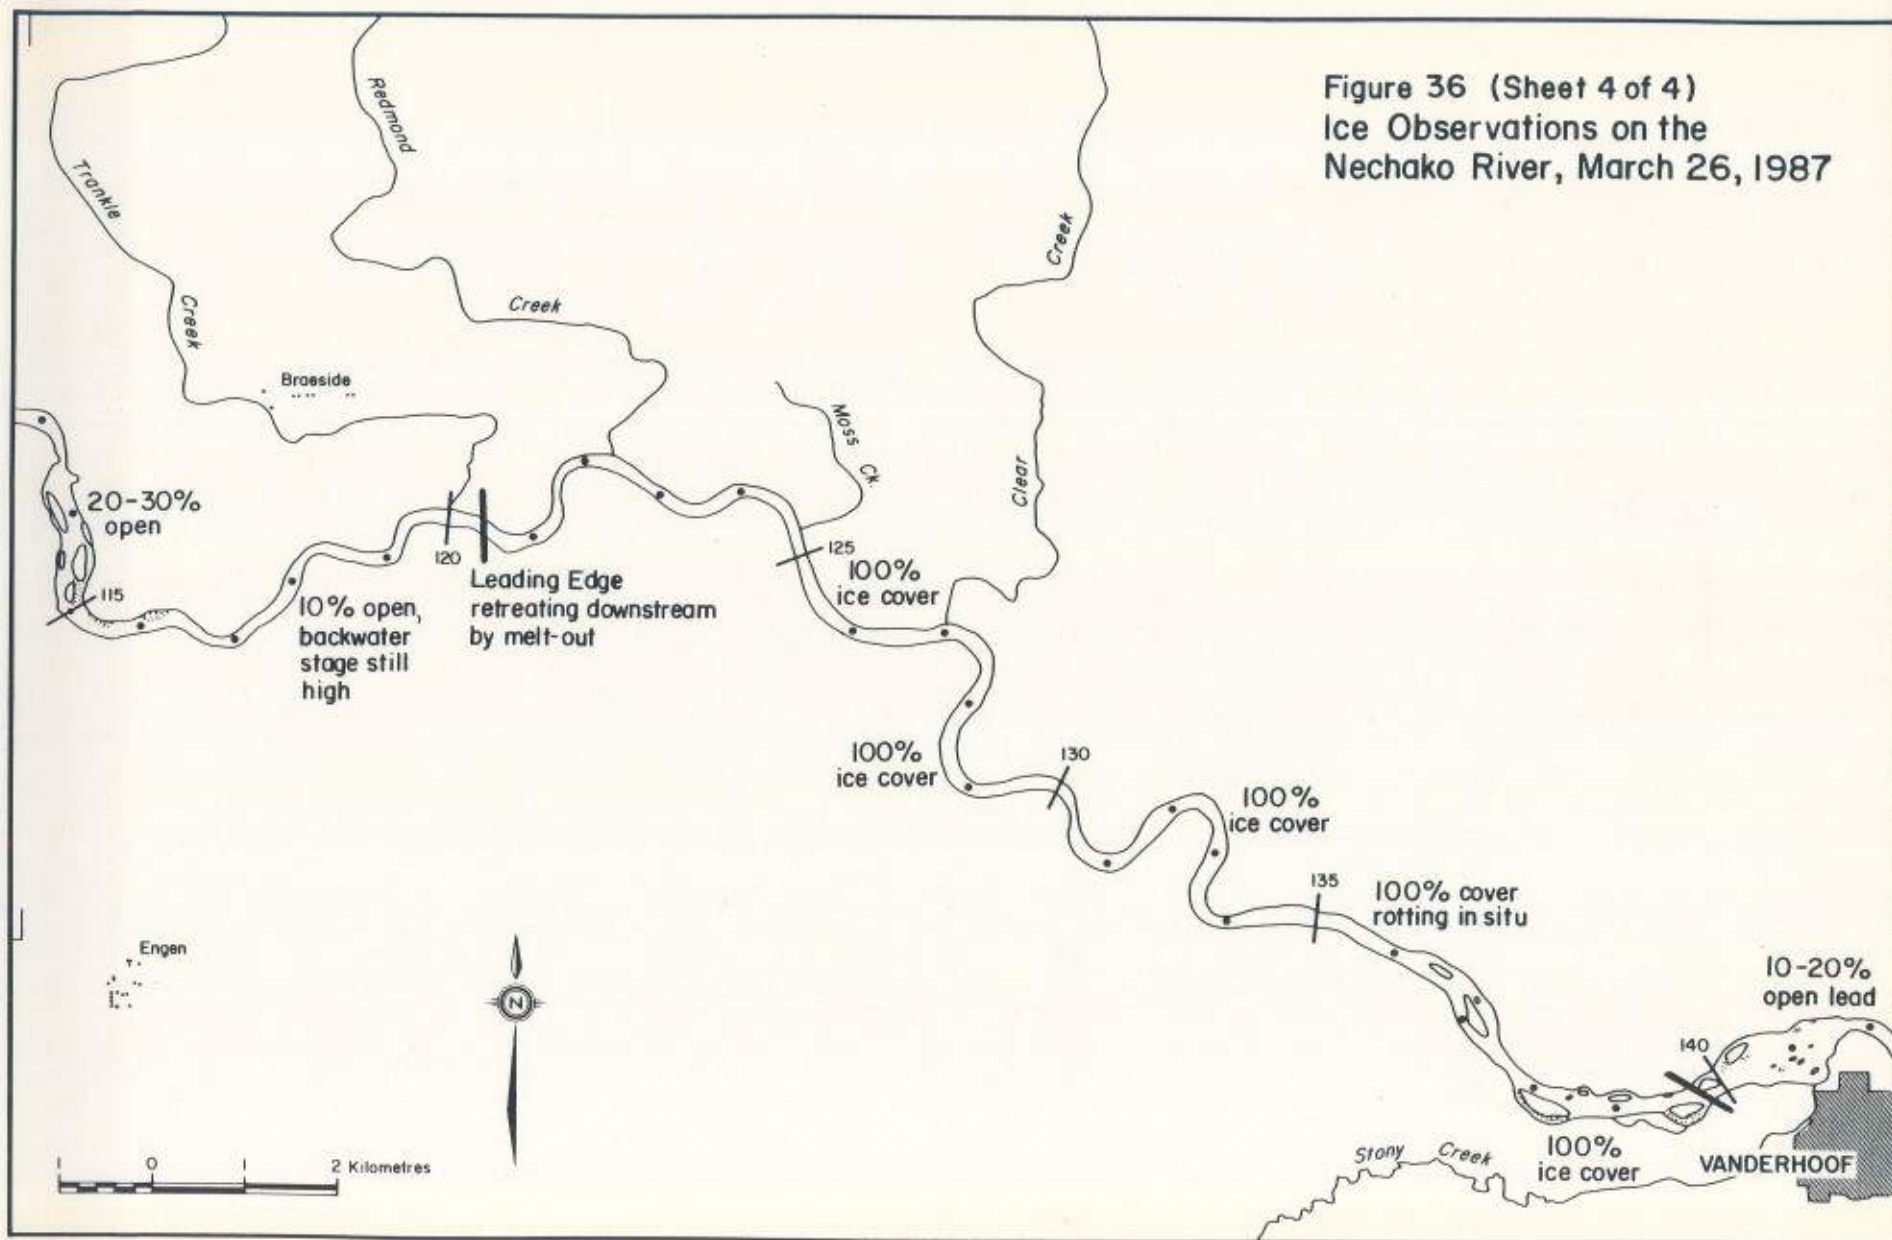 Figure 36 (Sheet 4 of 4)
Ice Observations on the
Nechako River, March 26, 1987
Redmond
Creek
Trankle
Creek
Braeside
Creek
Clear
Moss
Ck.
20-30%
open
115
10% open,
backwater
stage still
high
120
Leading Edge
retreating downstream
by melt-out
125
100%
ice cover
100%
ice cover
130
100%
ice cover
135
100% cover
rotting in situ
10-20%
open lead
140
100%
ice cover
VANDERHOOF
Stony Creek
Engen
N
1 0 1 2 Kilometres